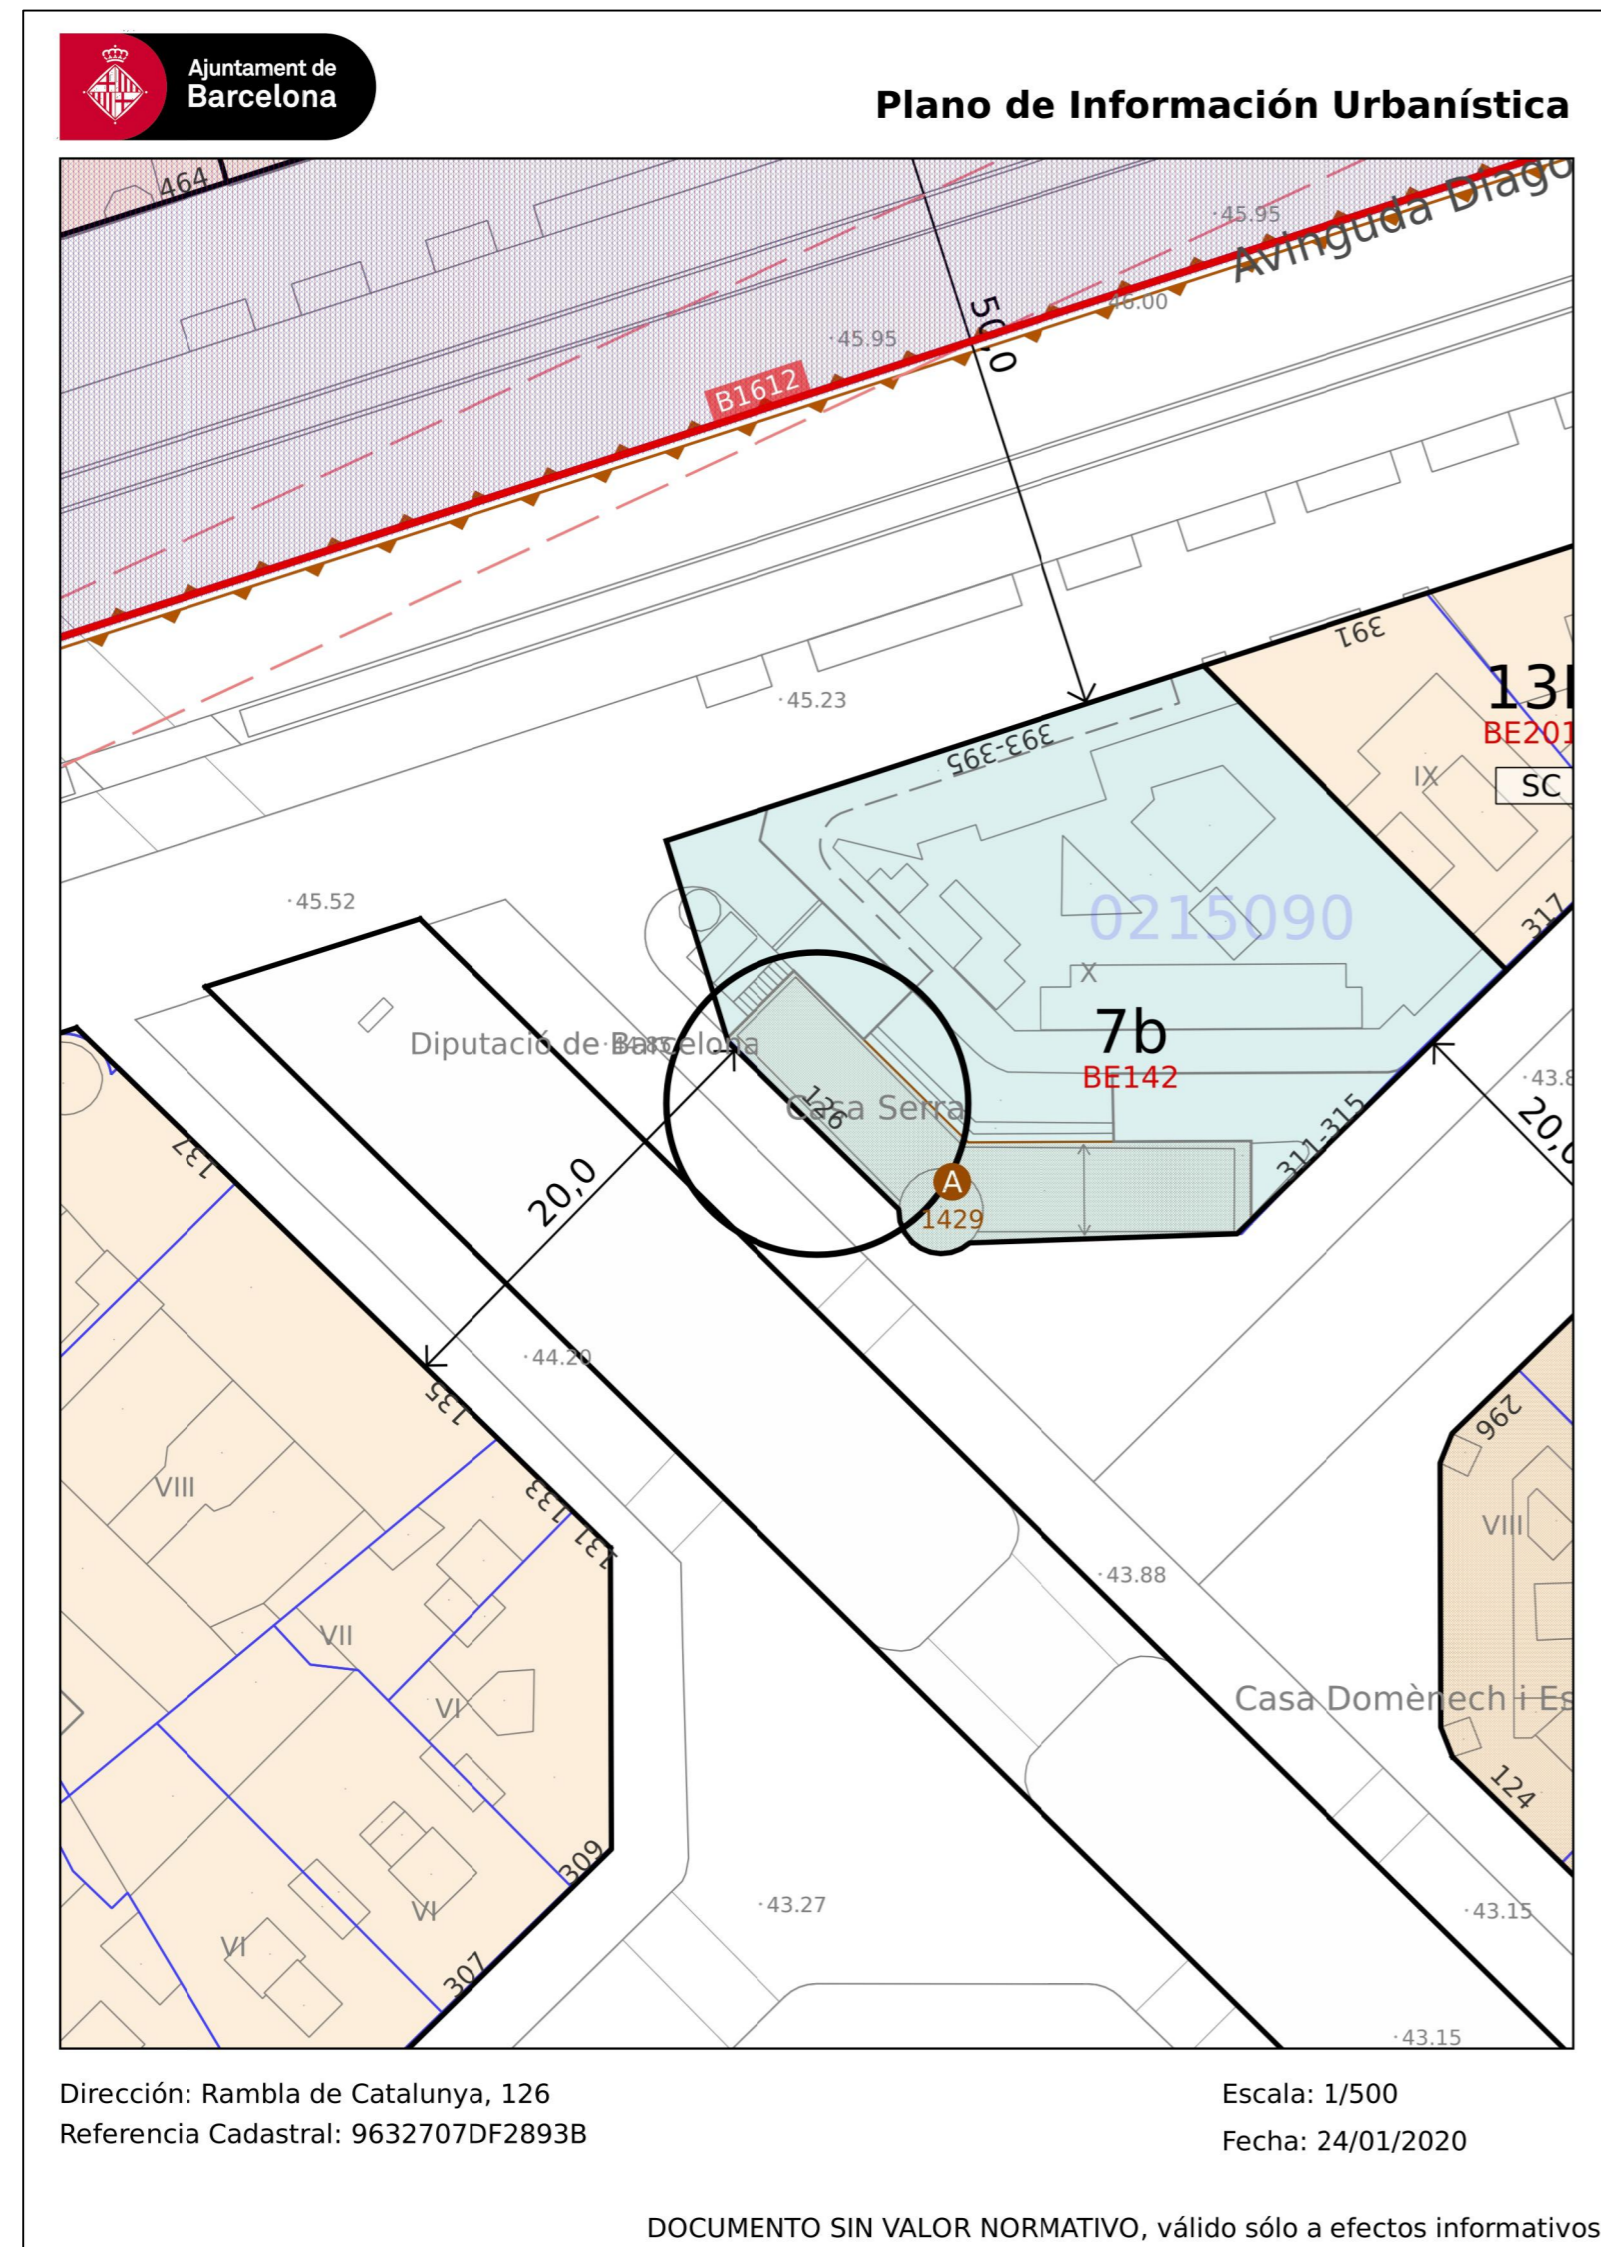 Ajuntament de
Barcelona
Plano de Información Urbanística
464
45.95
Avinguda Diago
46.00
50,0
45.95
B1612
391
13
BE201
45.23
393-395
IX
SC
45.52
0215090
317
X
7b
BE142
Diputació de Barcelona
43.8
126
Casa Serra
20,0
311-315
137
20,0
A
1429
44.20
135
296
VIII
133
VIII
131
43.88
VII
VI
Casa Domènech i Es
124
309
43.27
VI
43.15
VI
307
43.15
Dirección: Rambla de Catalunya, 126
Escala: 1/500
Referencia Cadastral: 9632707DF2893B
Fecha: 24/01/2020
DOCUMENTO SIN VALOR NORMATIVO, válido sólo a efectos informativos